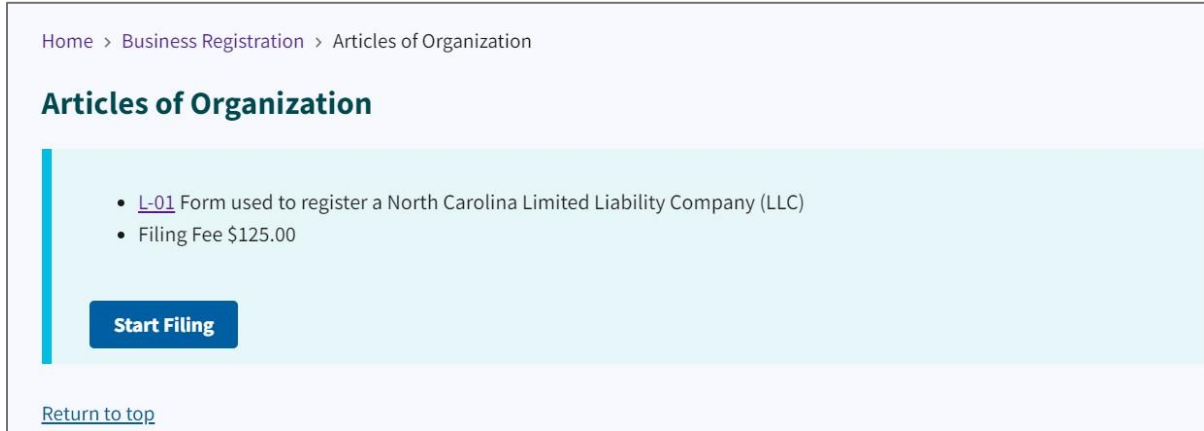 Home > Business Registration > Articles of Organization
Articles of Organization
• L-01 Form used to register a North Carolina Limited Liability Company (LLC)
• Filing Fee $125.00
Start Filing
Return to top